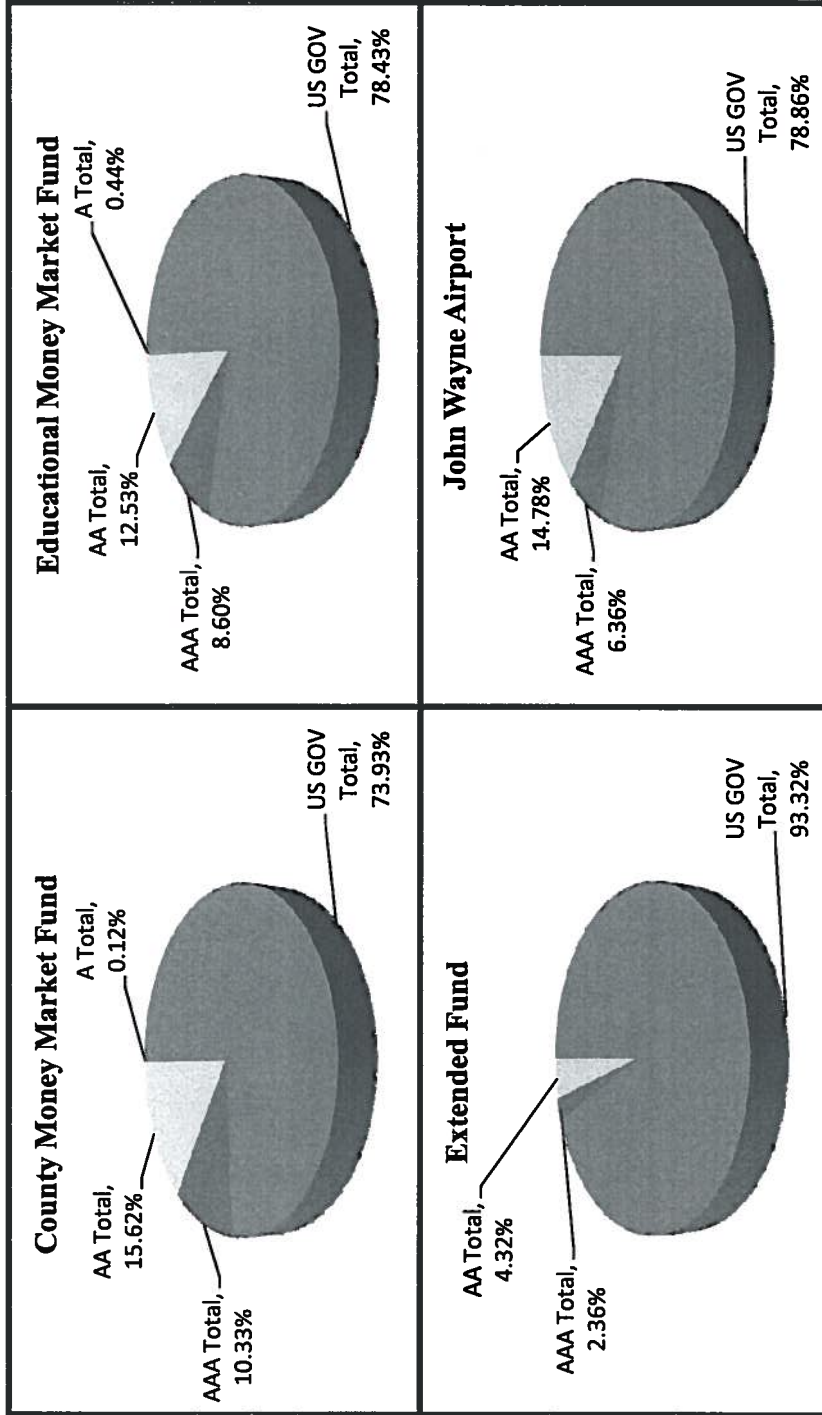 County Money Market Fund
A Total,
0.12%
AA Total,
15.62%
AAA Total,
10.33%
US GOV
Total,
73.93%
Educational Money Market Fund
A Total,
0.44%
AA Total,
12.53%
AAA Total,
8.60%
US GOV
Total,
78.43%
Extended Fund
AA Total,
4.32%
AAA Total,
2.36%
US GOV
Total,
93.32%
John Wayne Airport
AA Total,
14.78%
AAA Total,
6.36%
US GOV
Total,
78.86%